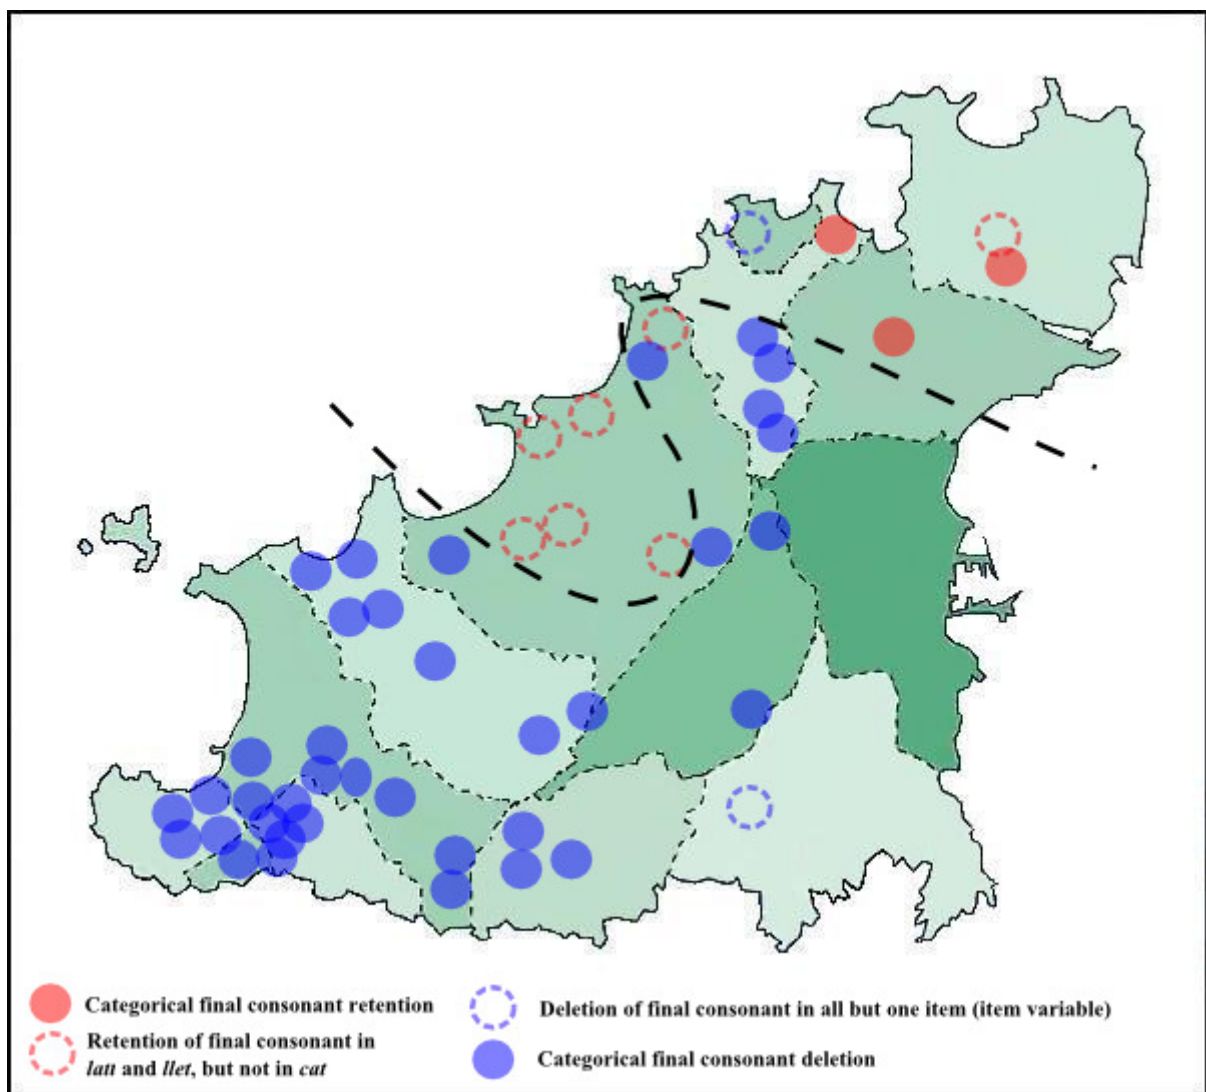 Categorical final consonant retention
Retention of final consonant in
latt and llet, but not in cat
Deletion of final consonant in all but one item (item variable)
Categorical final consonant deletion